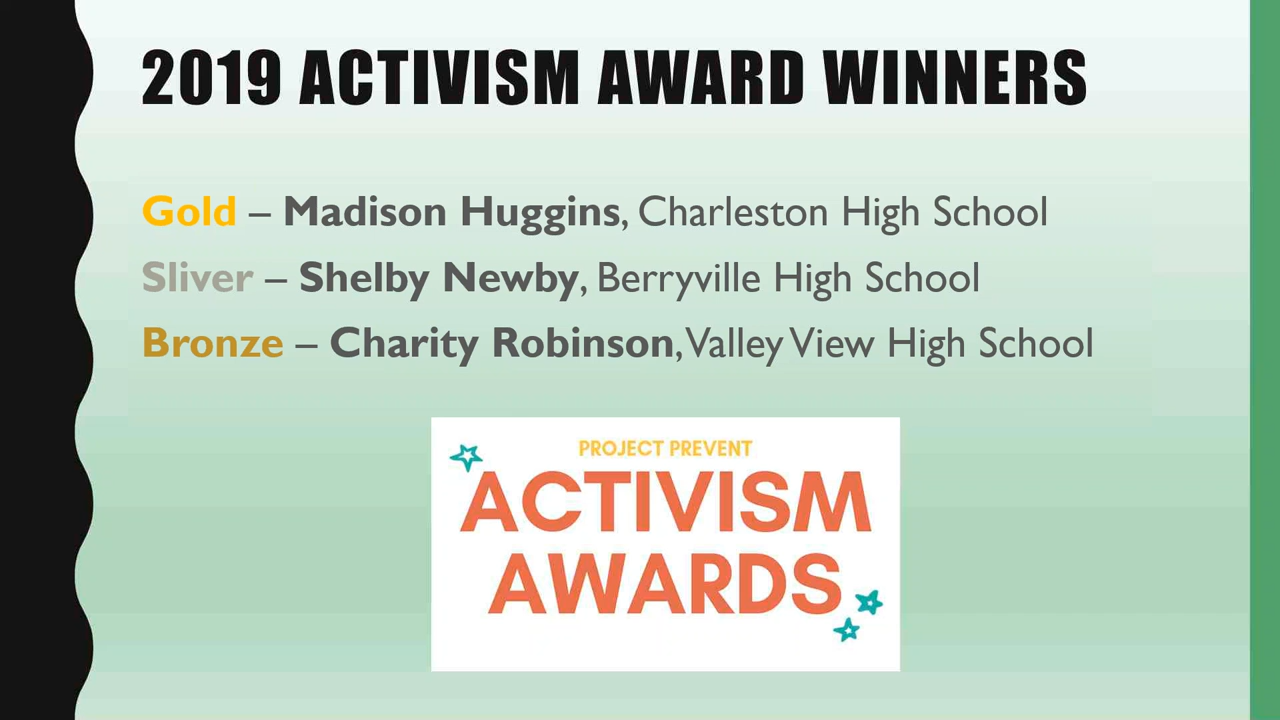 2019 ACTIVISM AWARD WINNERS
Gold – Madison Huggins, Charleston High School
Sliver – Shelby Newby, Berryville High School
Bronze – Charity Robinson, Valley View High School
PROJECT PREVENT
ACTIVISM
AWARDS